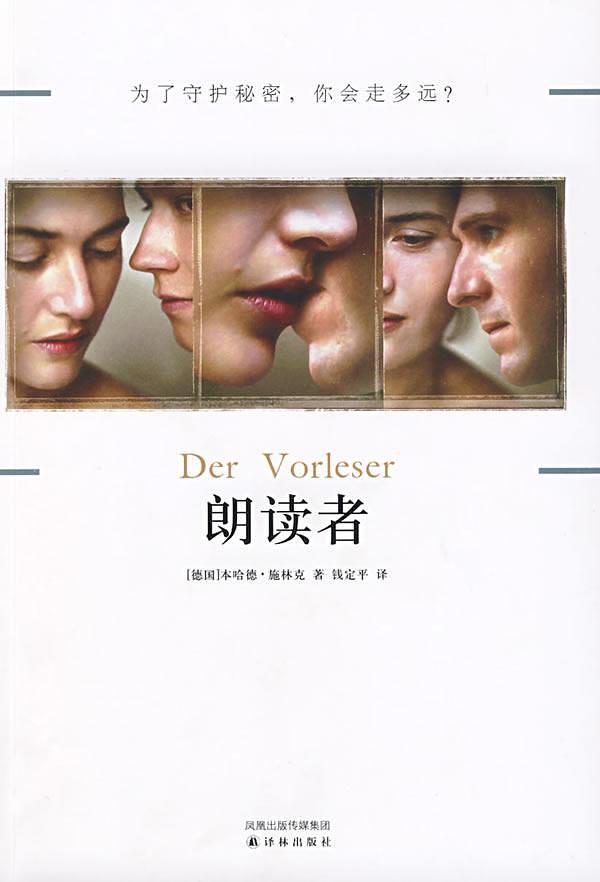 为了守护秘密，你会走多远？
Der Vorleser
朗读者
[德国]本哈德·施林克 著 钱定平 译
凤凰出版传媒集团
译林出版社